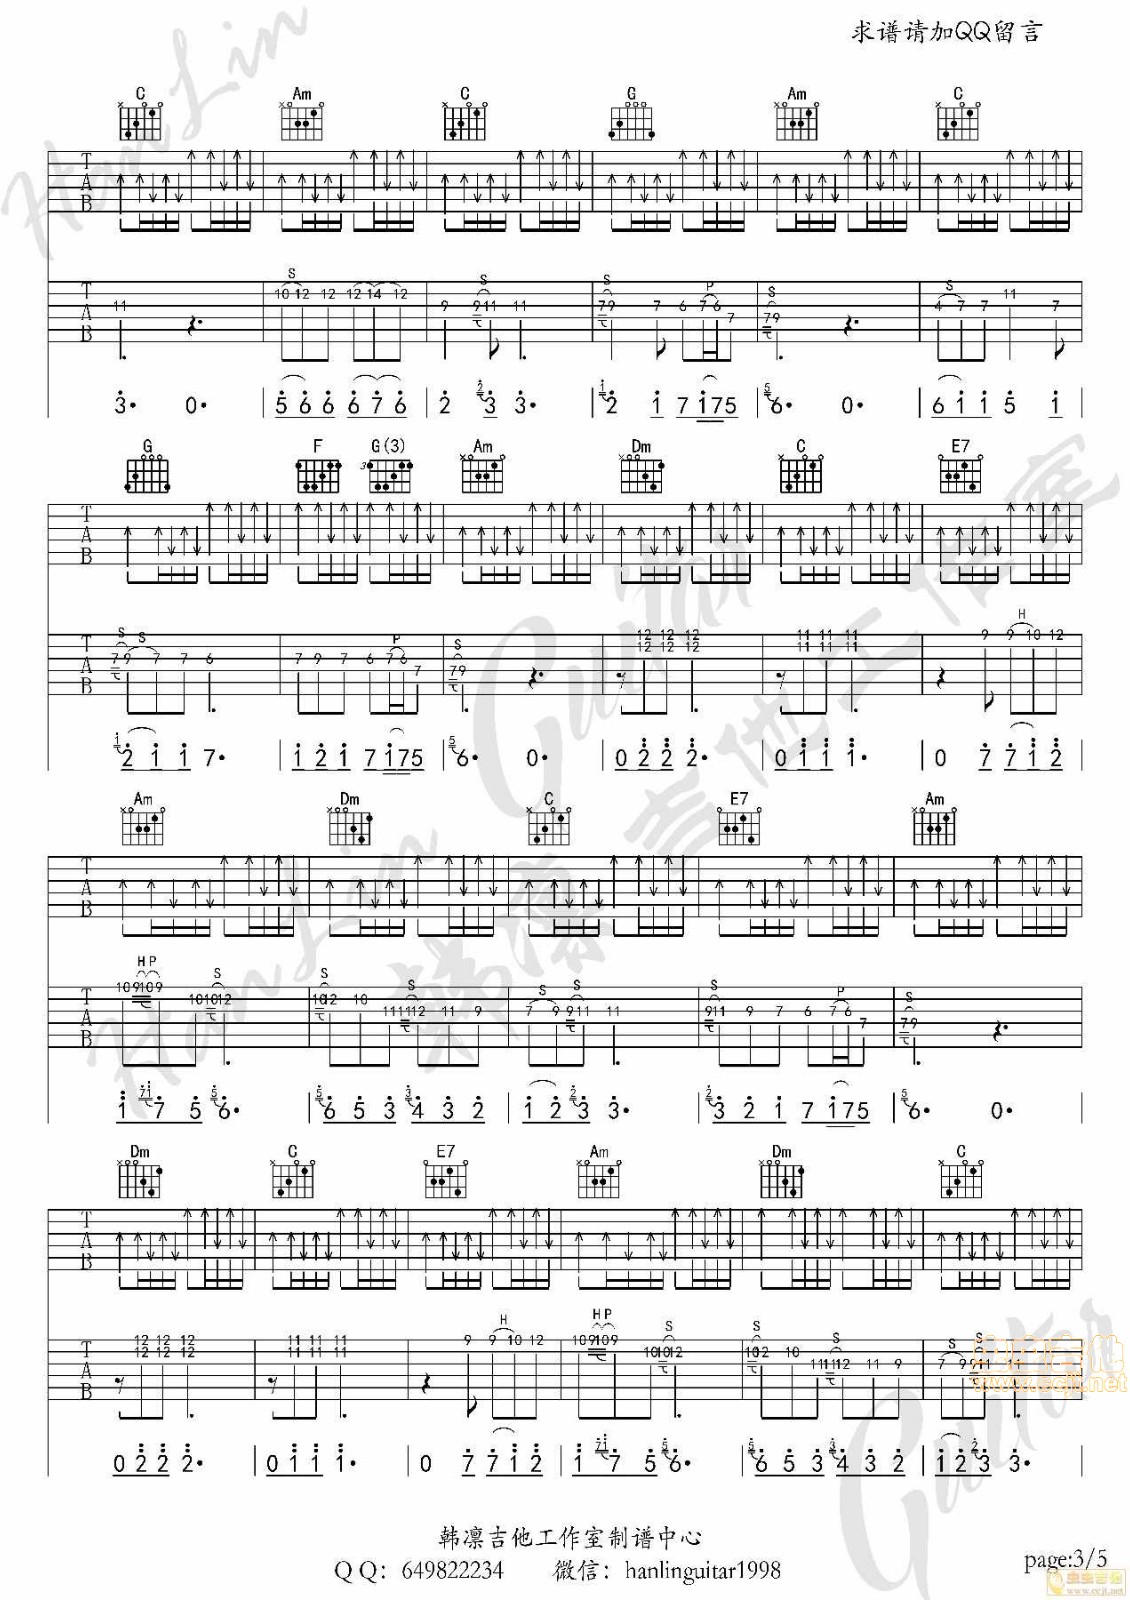 求谱请加QQ留言
C Am C G Am C
T A B
S S S P S S
10 12 12 12 14 12 9 9 11 11 7 9 7 6 7 6 7 7 9 4 7 7 11
11
3· 0· 5 6 6 6 7 6 2 3 3· 2 1 7 1 7 5 6· 0· 6 1 1 5 1
G F G(3) Am Dm C E7
T A B
S S P S H
7 9 7 7 6 7 9 7 6 7 6 7 7 9 12 12 12 11 11 11 9 9 10 12
12 12 12 11 11 11
2 1 1 7· 1 2 1 7 1 7 5 6· 0· 0 2 2 2· 0 1 1 1· 0 7 7 1 2
Am Dm C E7 Am
T A B
H P S S S S S S P S
10 9 10 9 10 10 12 10 12 10 11 11 12 11 9 7 9 9 11 11 9 11 9 7 6 7 6 7 7 9
1 7 5 6· 6 5 3 4 3 2 1 2 3 3· 3 2 1 7 1 7 5 6· 0·
Dm C E7 Am Dm C
T A B
H H P S S S S S
12 12 12 11 11 11 9 9 10 12 10 9 10 9 10 10 12 10 12 10 11 11 12 11 9 7 9 9 11
12 12 12 11 11 11
0 2 2 2· 0 1 1 1· 0 7 7 1 2 1 7 5 6· 6 5 3 4 3 2 1 2 3 3·
韩凛吉他工作室制谱中心
QQ：649822234 微信：hanlinguitar1998
page:3/5
Han Lin Guitar
韩凛吉他工作室
www.ccjt.net